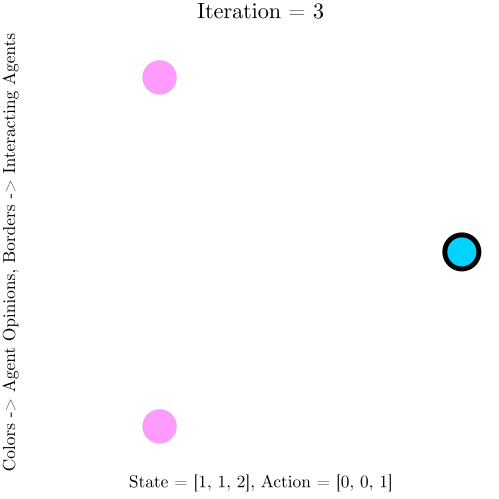 Iteration = 3
Colors -> Agent Opinions, Borders -> Interacting Agents
State = [1, 1, 2], Action = [0, 0, 1]